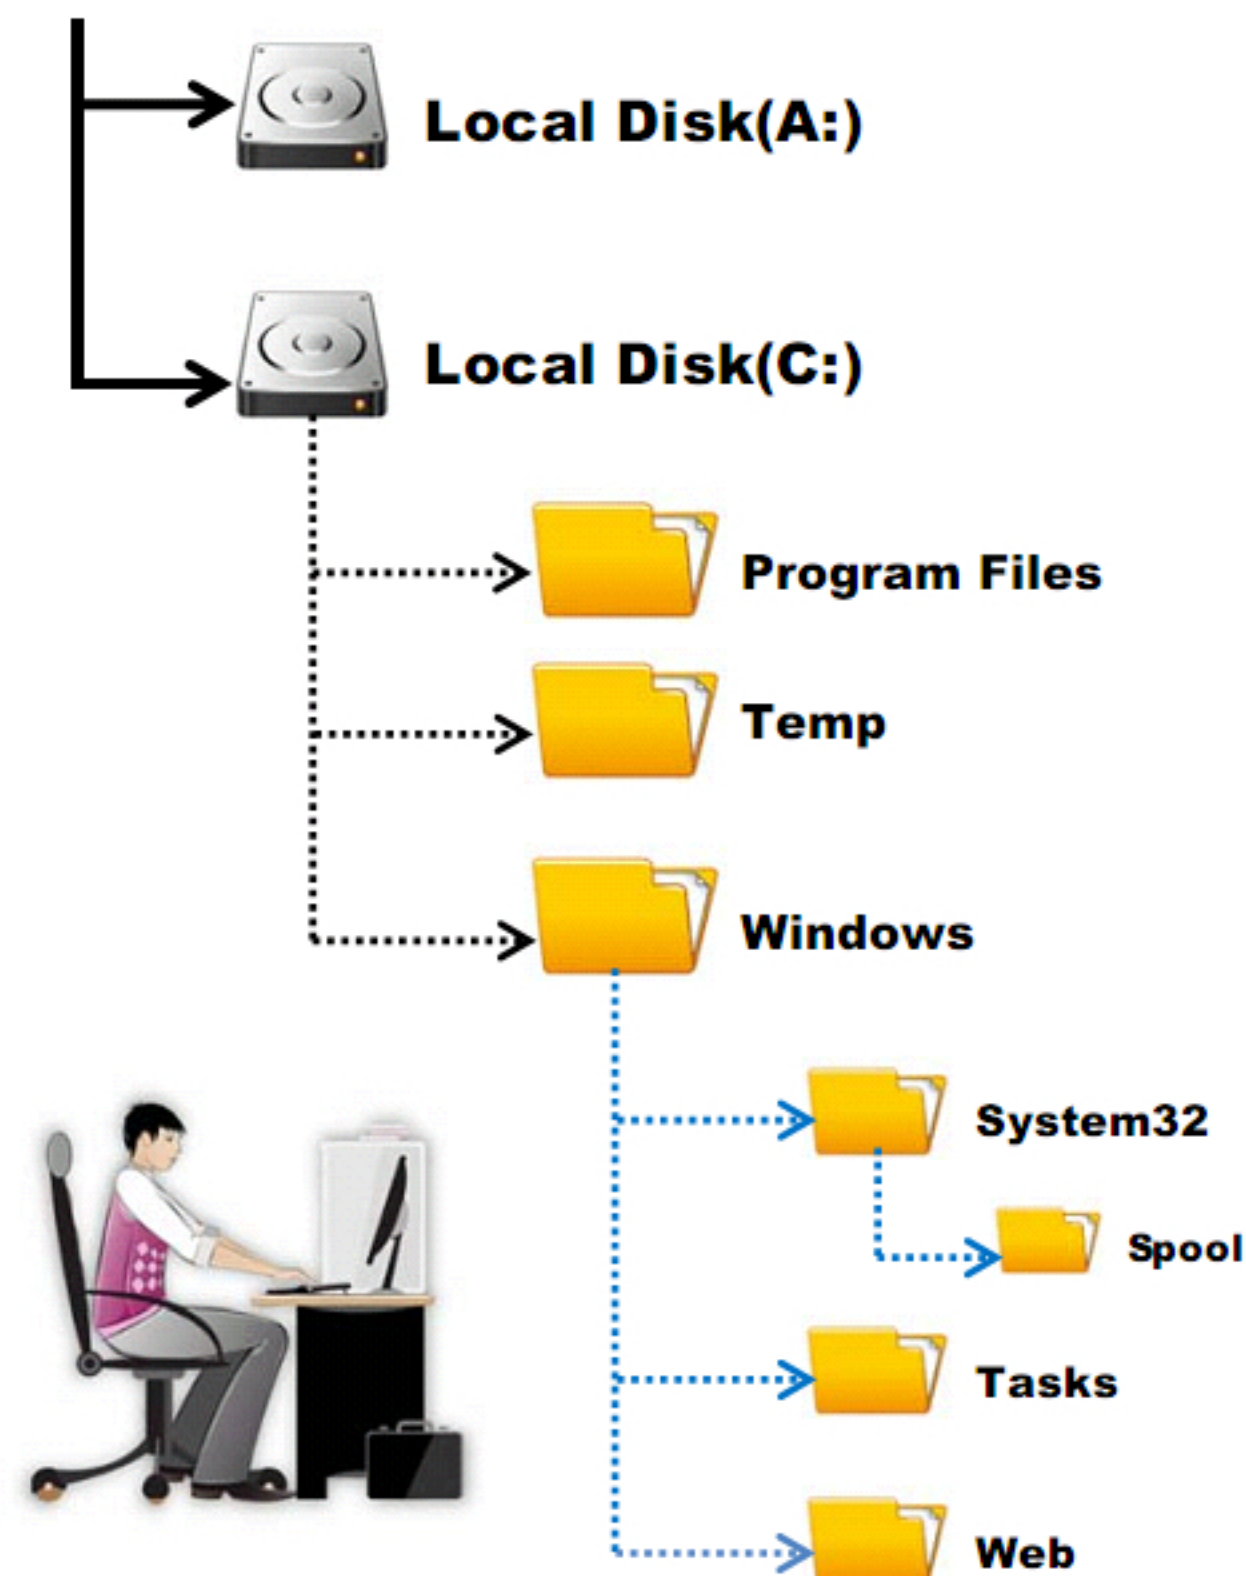 Local Disk(A:)
Local Disk(C:)
Program Files
Temp
Windows
System32
Spool
Tasks
Web